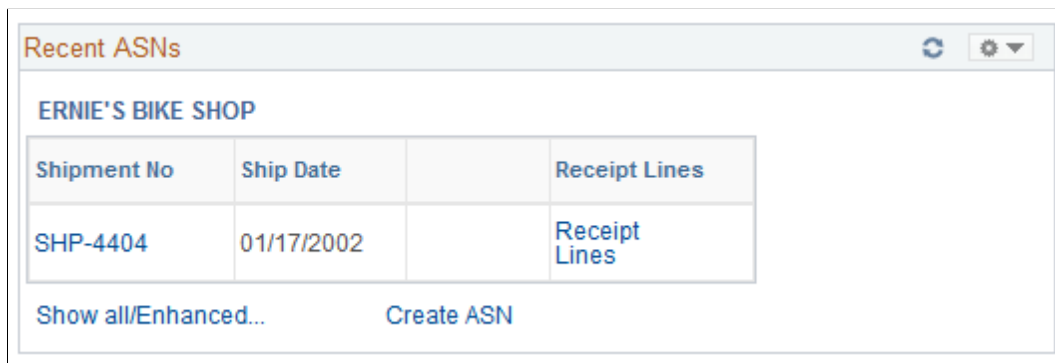 Recent ASNs
ERNIE'S BIKE SHOP
Shipment No Ship Date Receipt Lines
SHP-4404 01/17/2002 Receipt
Lines
Show all/Enhanced... Create ASN